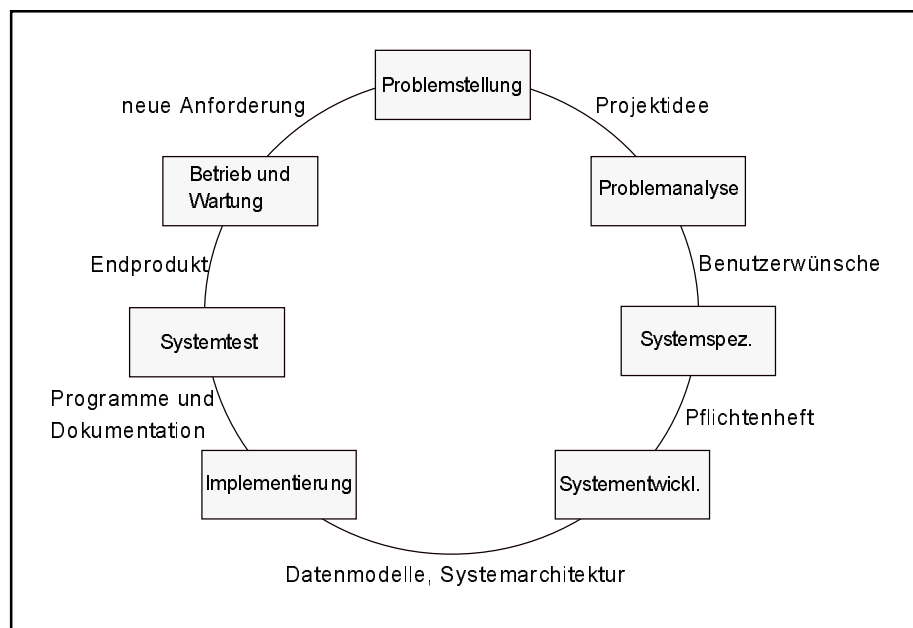 Problemstellung
neue Anforderung
Projektidee
Betrieb und
Wartung
Problemanalyse
Endprodukt
Benutzerwünsche
Systemtest
Systemspez.
Programme und
Dokumentation
Pflichtenheft
Implementierung
Systementwickl.
Datenmodelle, Systemarchitektur